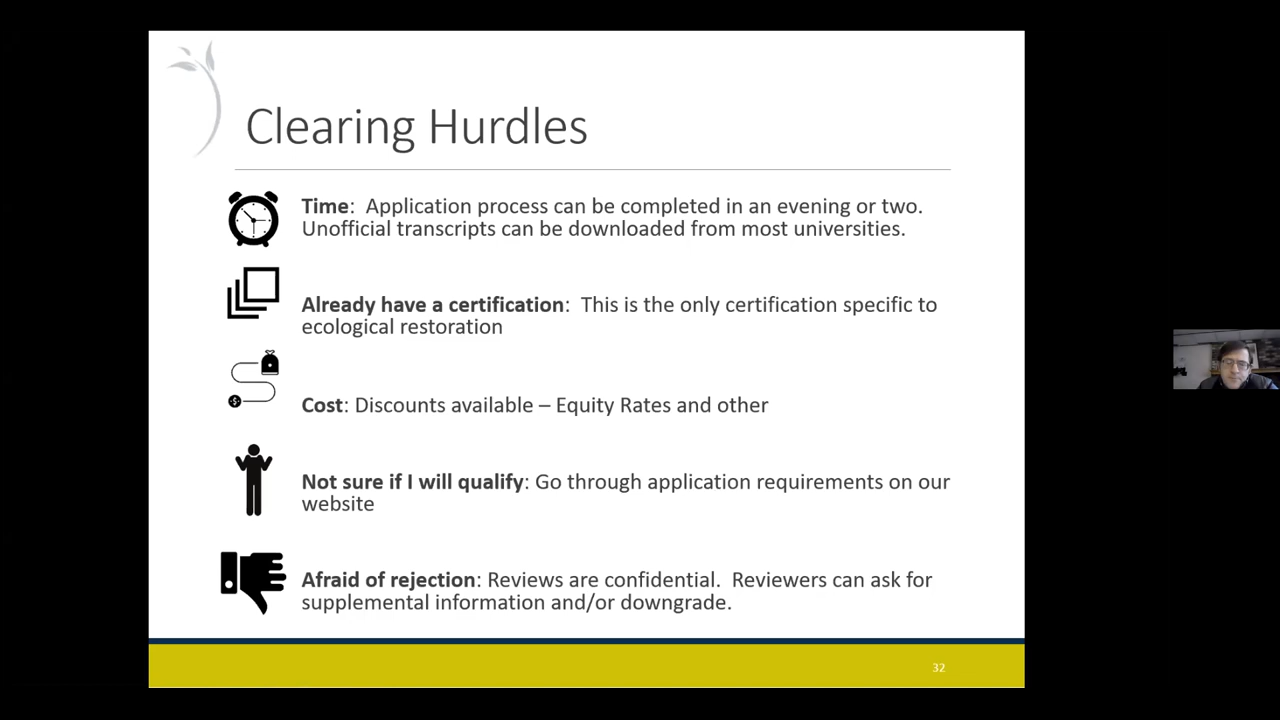 Clearing Hurdles
Time:  Application process can be completed in an evening or two.
Unofficial transcripts can be downloaded from most universities.
Already have a certification:  This is the only certification specific to
ecological restoration
Cost: Discounts available – Equity Rates and other
Not sure if I will qualify: Go through application requirements on our
website
Afraid of rejection: Reviews are confidential.  Reviewers can ask for
supplemental information and/or downgrade.
32